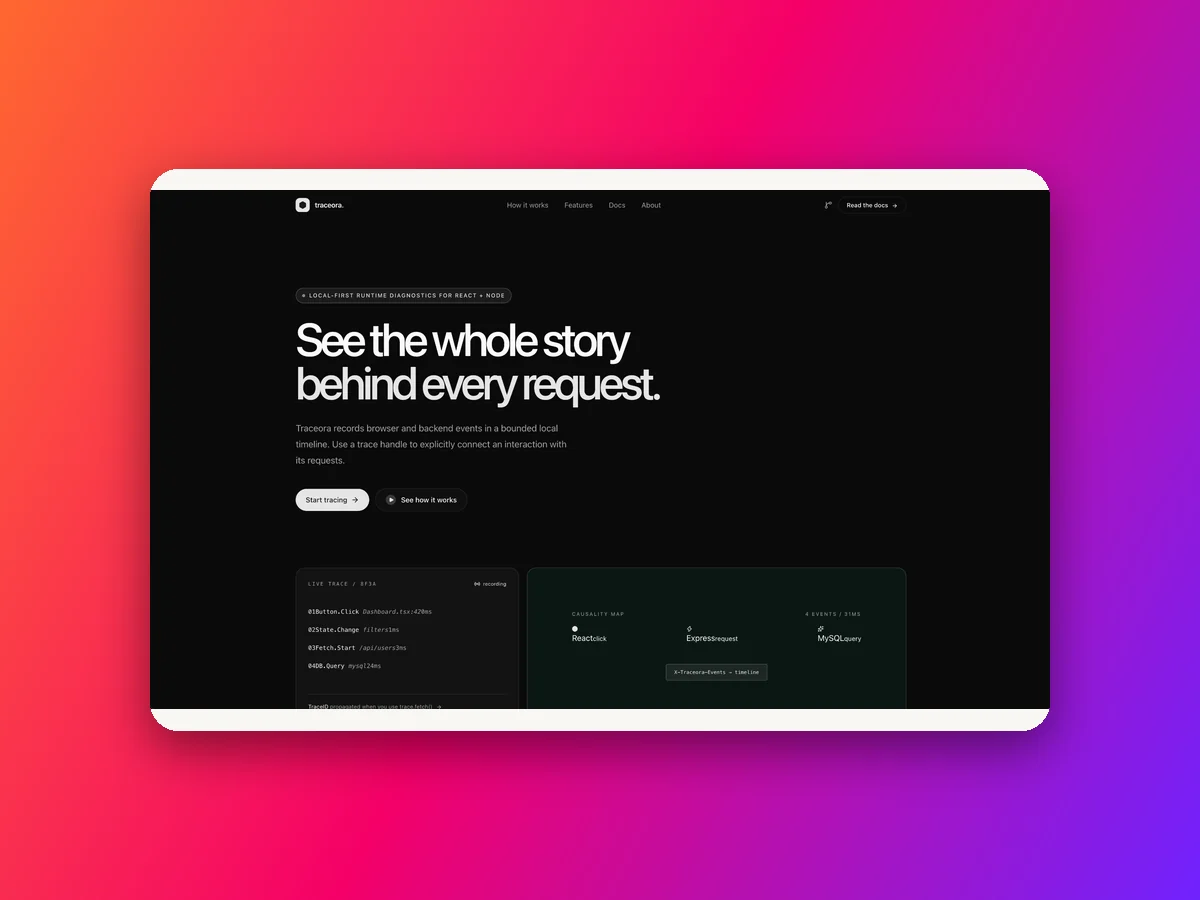 traceora.
How it works Features Docs About
Read the docs →
LOCAL-FIRST RUNTIME DIAGNOSTICS FOR REACT + NODE
See the whole story
behind every request.
Traceora records browser and backend events in a bounded local
timeline. Use a trace handle to explicitly connect an interaction with
its requests.
Start tracing →
See how it works
LIVE TRACE / 8F3A
recording
01Button.Click Dashboard.tsx:420ms
02State.Change filters1ms
03Fetch.Start /api/users3ms
04DB.Query mysql24ms
TraceID propagated when you use trace.fetch() →
CAUSALITY MAP
4 EVENTS / 31MS
Reactclick
Expressrequest
MySQLquery
X-Traceora-Events → timeline